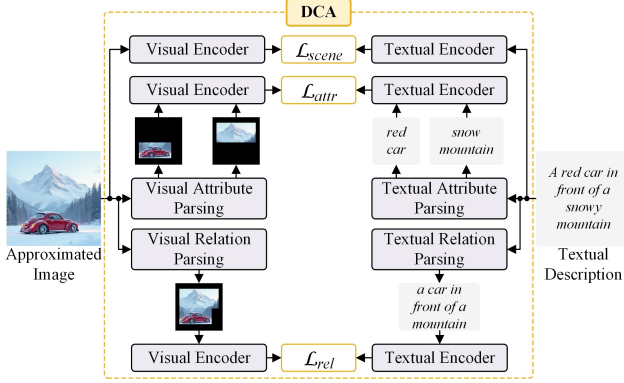 DCA
Visual Encoder
ℒscene
Textual Encoder
Visual Encoder
ℒattr
Textual Encoder
red
car
snow
mountain
Visual Attribute
Parsing
Textual Attribute
Parsing
A red car in
front of a
snowy
mountain
Approximated
Image
Textual
Description
Visual Relation
Parsing
Textual Relation
Parsing
a car in
front of a
mountain
Visual Encoder
ℒrel
Textual Encoder